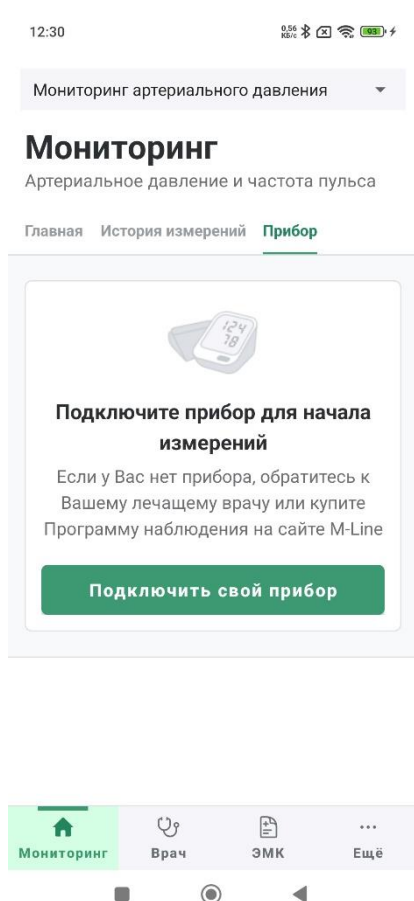 12:30
0,56
КБ/с
93
Мониторинг артериального давления
Мониторинг
Артериальное давление и частота пульса
Главная История измерений Прибор
124
78
Подключите прибор для начала
измерений
Если у Вас нет прибора, обратитесь к
Вашему лечащему врачу или купите
Программу наблюдения на сайте M-Line
Подключить свой прибор
Мониторинг Врач ЭМК Ещё